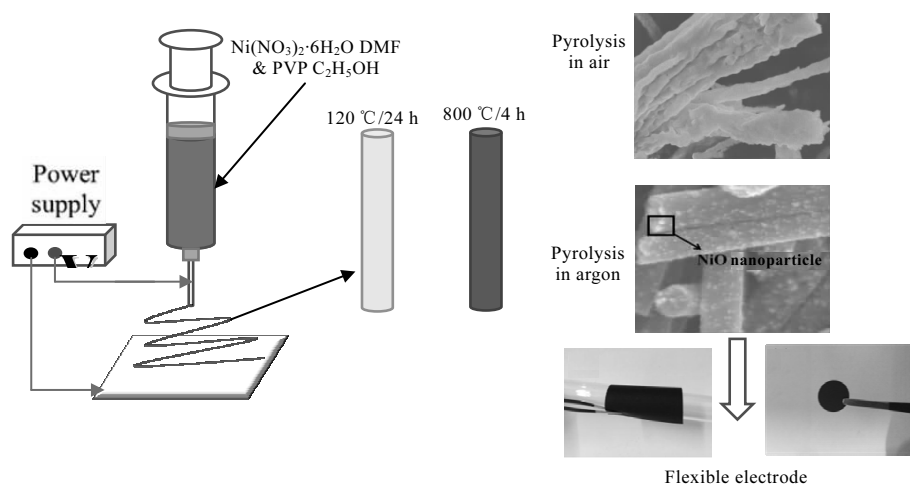 Ni(NO₃)₂·6H₂O DMF
& PVP C₂H₅OH
120 ℃/24 h
800 ℃/4 h
Power
supply
Pyrolysis
in air
Pyrolysis
in argon
NiO nanoparticle
Flexible electrode